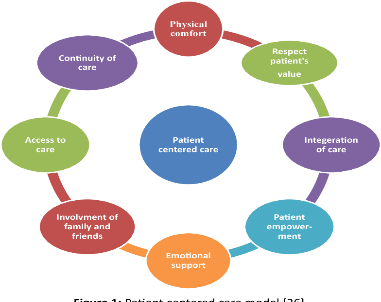 Physical
comfort
Respect
patient's
value
Integeration
of care
Patient
empower-
ment
Emotional
support
Involvment of
family and
friends
Access to
care
Continuity of
care
Patient
centered care
Figure 1: Patient centered care model [26]